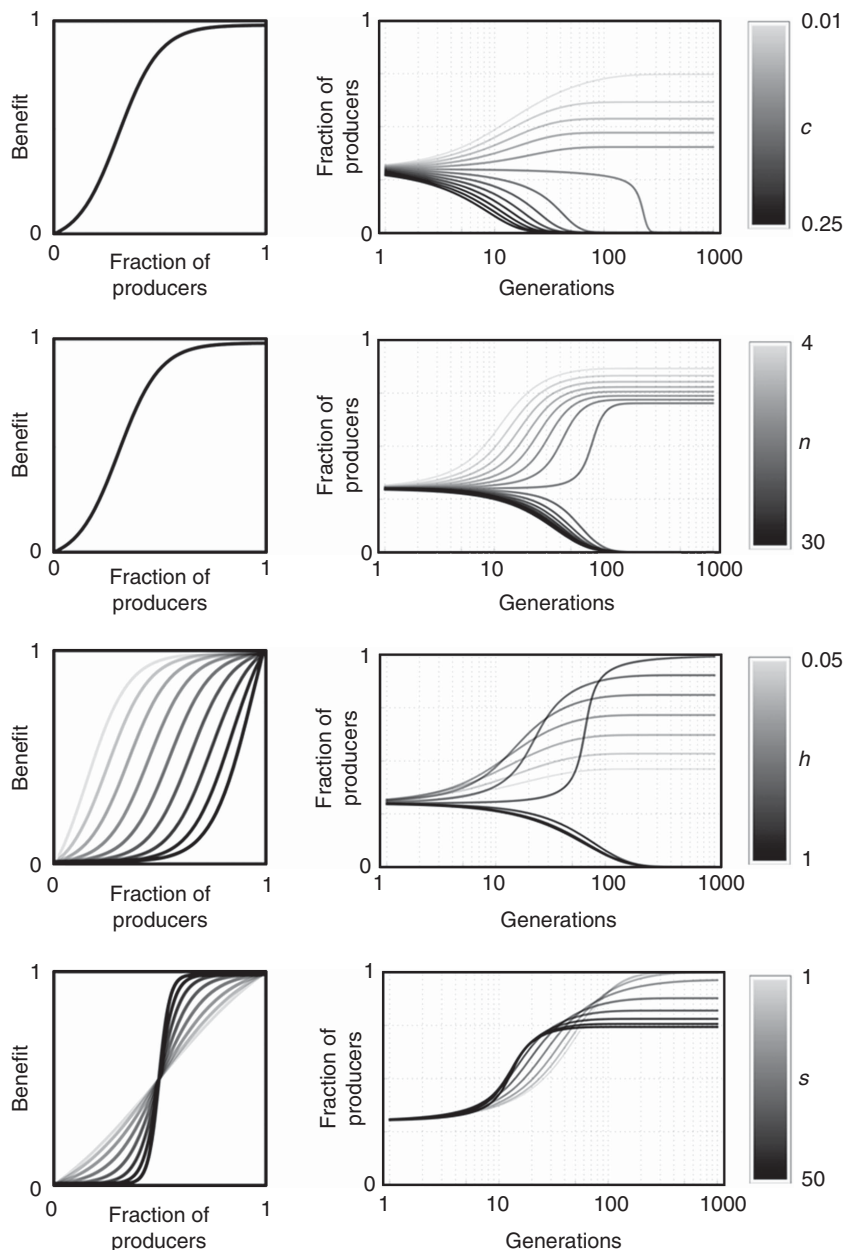 1
Benefit
0
0
1
Fraction of
producers
1
Fraction of
producers
0
1
10
100
1000
Generations
0.01
c
0.25
1
Benefit
0
0
1
Fraction of
producers
1
Fraction of
producers
0
1
10
100
1000
Generations
4
n
30
1
Benefit
0
0
1
Fraction of
producers
1
Fraction of
producers
0
1
10
100
1000
Generations
0.05
h
1
1
Benefit
0
0
1
Fraction of
producers
1
Fraction of
producers
0
1
10
100
1000
Generations
1
s
50